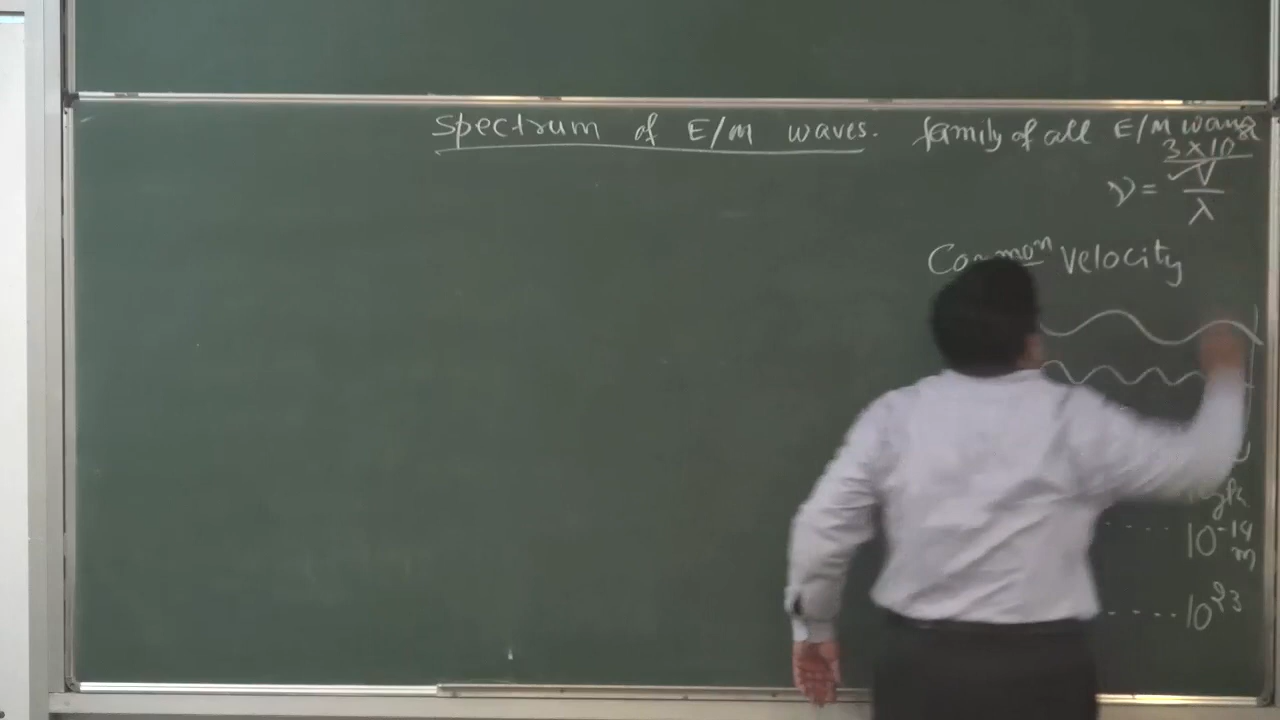 Spectrum of E/M waves. family of all E/M waves
3 X 10
ν = V
λ
Common Velocity
10⁻¹⁴
m
10²³